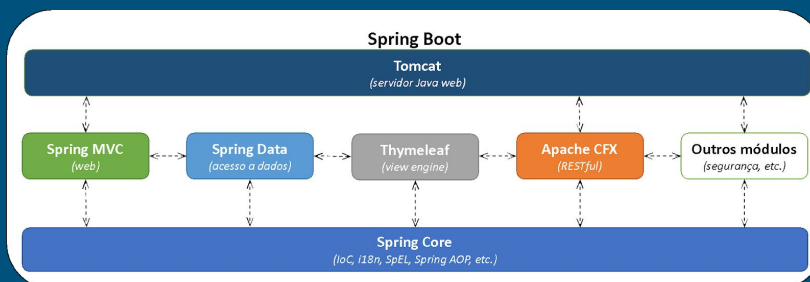 Spring Boot
Tomcat
(servidor Java web)
Spring MVC
(web)
Spring Data
(acesso a dados)
Thymeleaf
(view engine)
Apache CFX
(RESTful)
Outros módulos
(segurança, etc.)
Spring Core
(IoC, i18n, SpEL, Spring AOP, etc.)